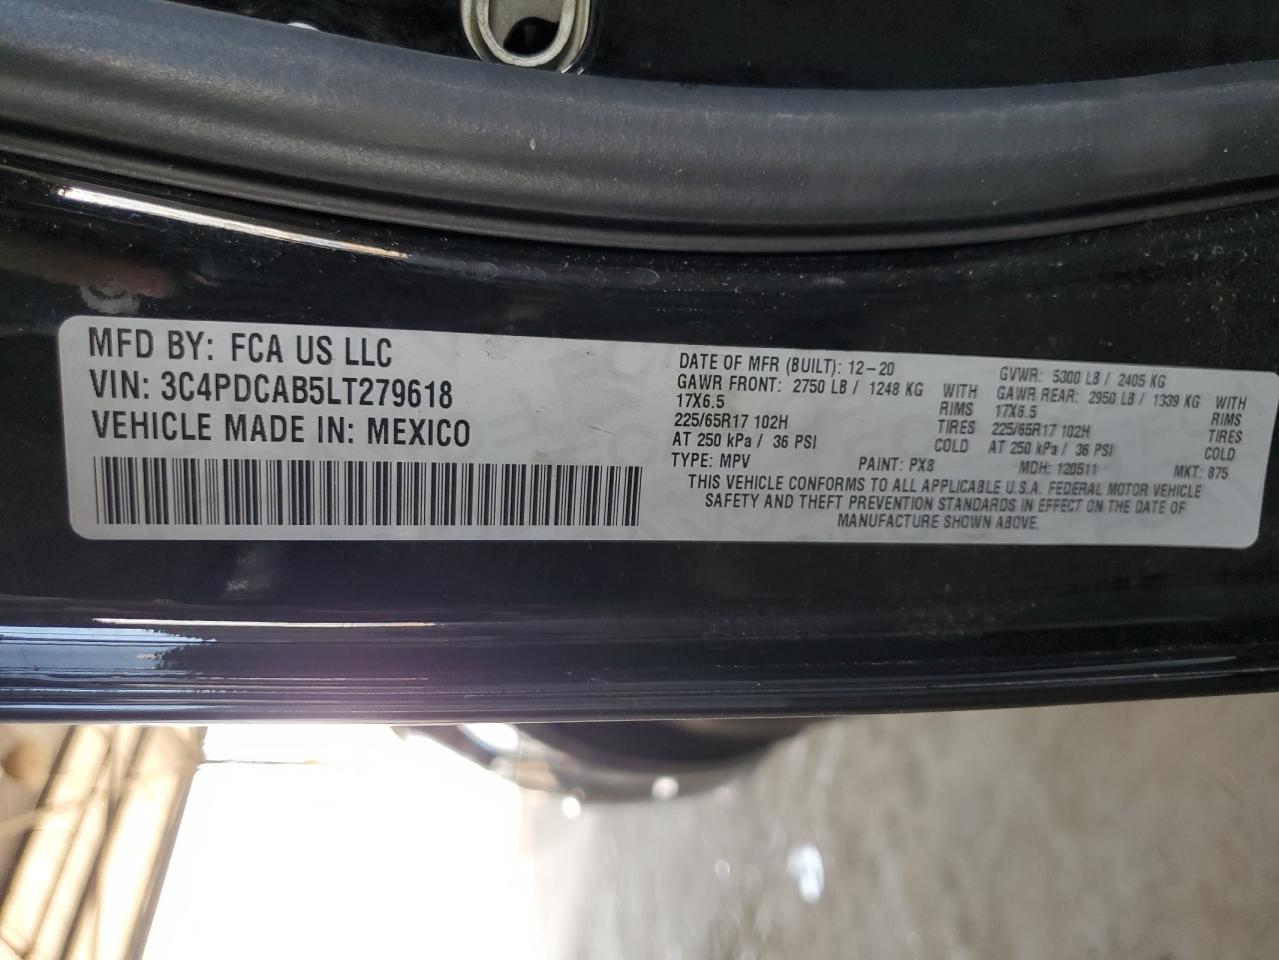 MFD BY: FCA US LLC
VIN: 3C4PDCAB5LT279618
VEHICLE MADE IN: MEXICO
DATE OF MFR (BUILT): 12-20 GVWR: 5300 LB / 2405 KG
GAWR FRONT: 2750 LB / 1248 KG WITH GAWR REAR: 2950 LB / 1339 KG WITH
17X6.5 RIMS 17X6.5 RIMS
225/65R17 102H TIRES 225/65R17 102H TIRES
AT 250 kPa / 36 PSI COLD AT 250 kPa / 36 PSI COLD
TYPE: MPV PAINT: PX8 MDH: 120511 MKT: 875
THIS VEHICLE CONFORMS TO ALL APPLICABLE U.S.A. FEDERAL MOTOR VEHICLE
SAFETY AND THEFT PREVENTION STANDARDS IN EFFECT ON THE DATE OF
MANUFACTURE SHOWN ABOVE.